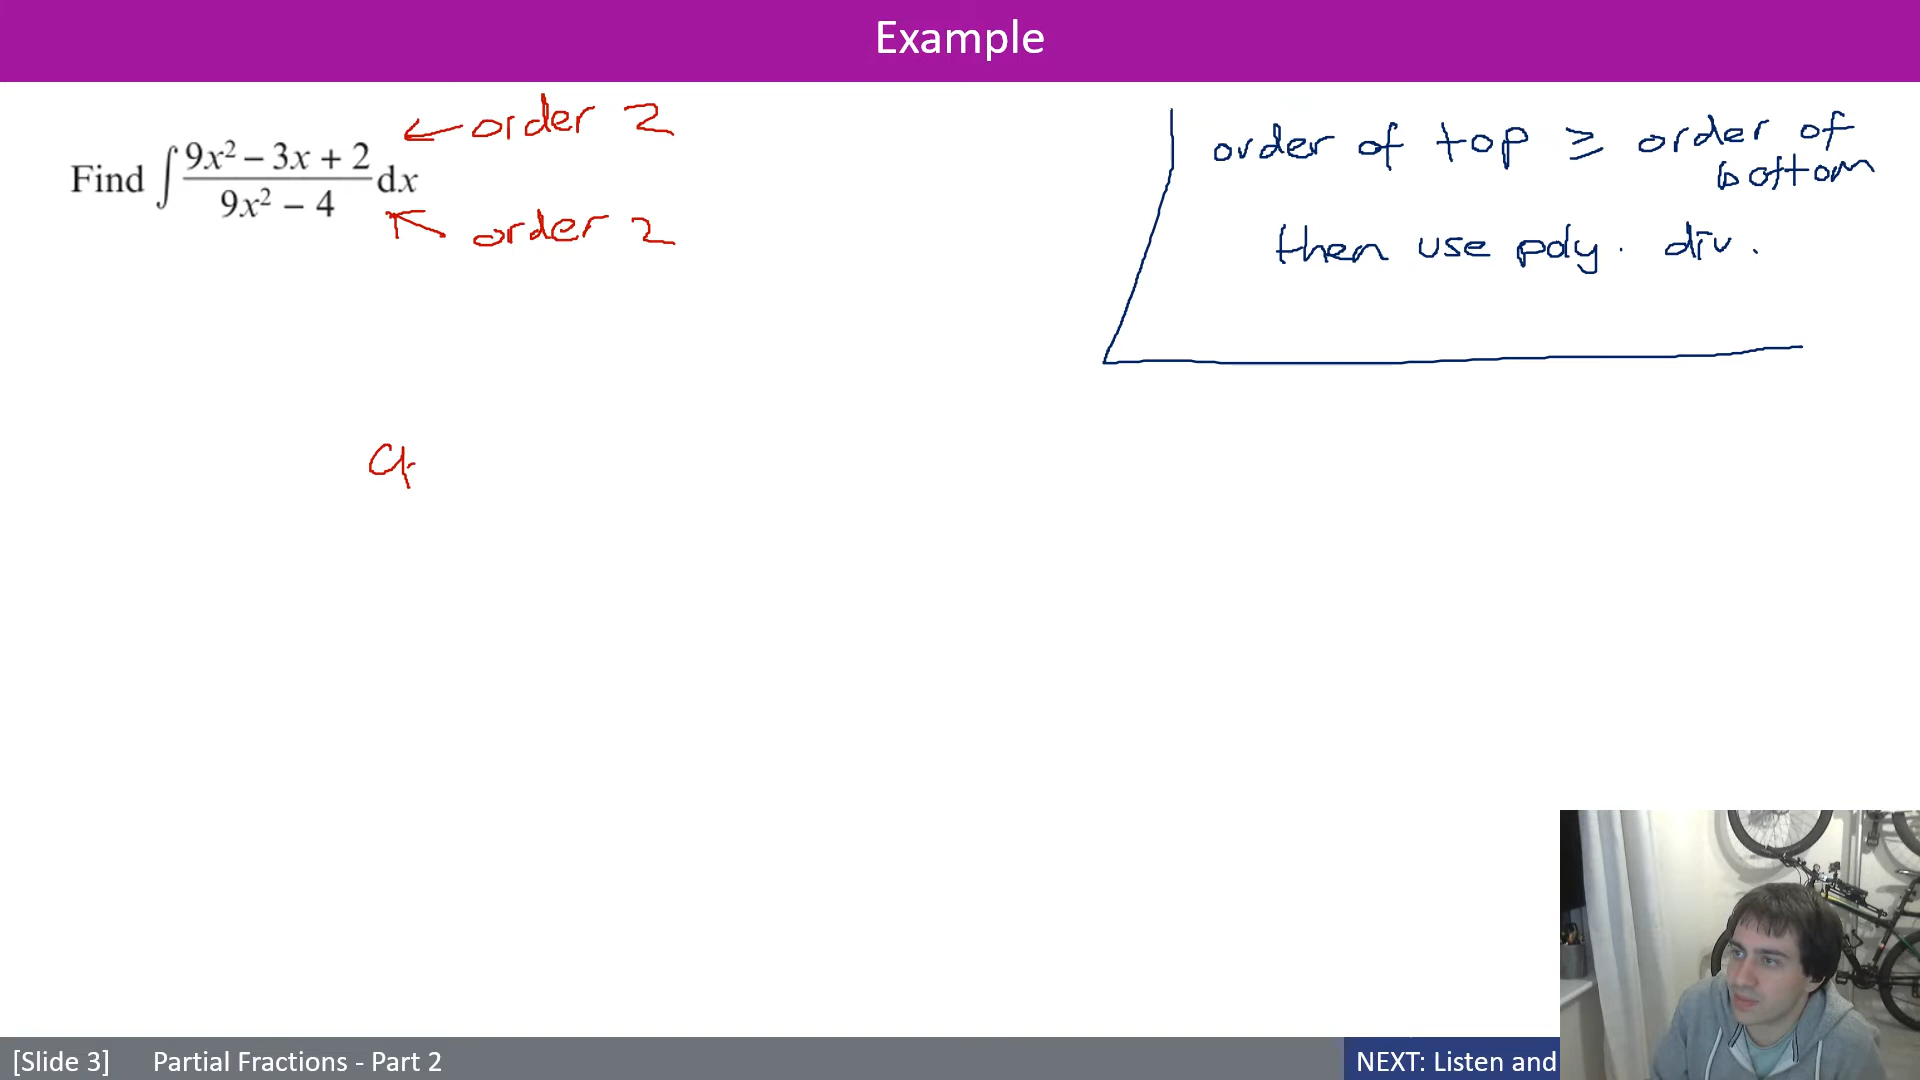 Example
Find ∫ (9x² − 3x + 2)/(9x² − 4) dx
← order 2
↖ order 2
order of top ≥ order of
bottom
then use poly. div.
9
[Slide 3] Partial Fractions - Part 2
NEXT: Listen and